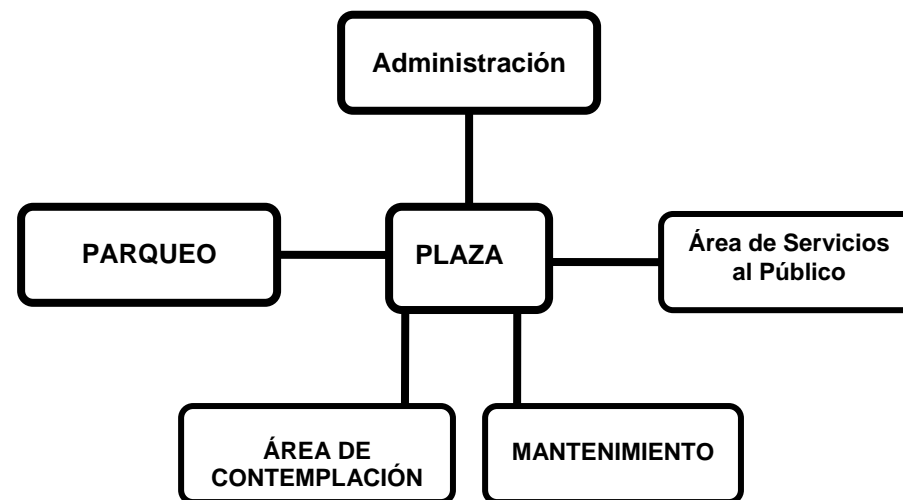 Administración
PARQUEO
PLAZA
Área de Servicios
al Público
ÁREA DE
CONTEMPLACIÓN
MANTENIMIENTO